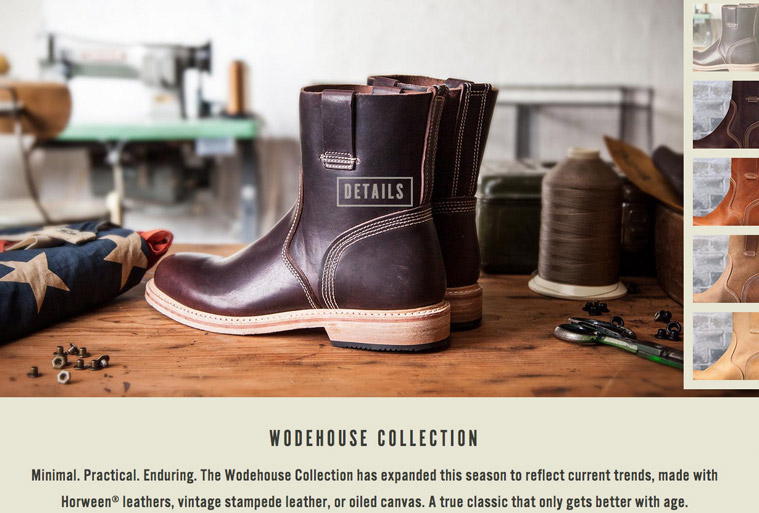 DETAILS
WODEHOUSE COLLECTION
Minimal. Practical. Enduring. The Wodehouse Collection has expanded this season to reflect current trends, made with
Horween® leathers, vintage stampede leather, or oiled canvas. A true classic that only gets better with age.